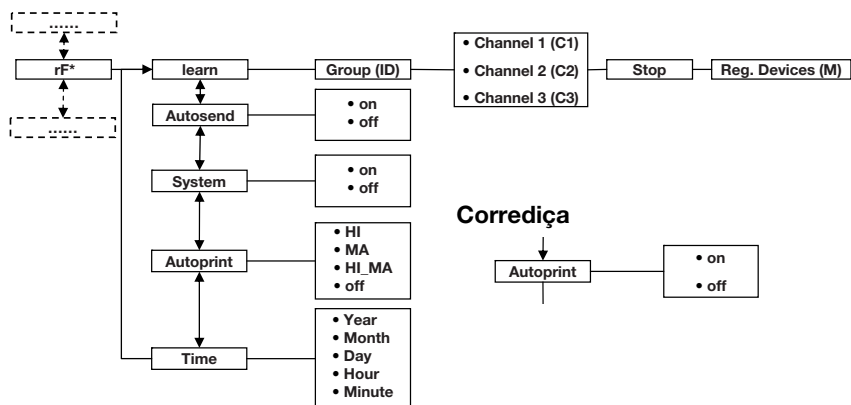 ......
rF*
......
learn
Group (ID)
• Channel 1 (C1)
• Channel 2 (C2)
• Channel 3 (C3)
Stop
Reg. Devices (M)
Autosend
• on
• off
System
• on
• off
Autoprint
• HI
• MA
• HI_MA
• off
Time
• Year
• Month
• Day
• Hour
• Minute
Corrediça
Autoprint
• on
• off